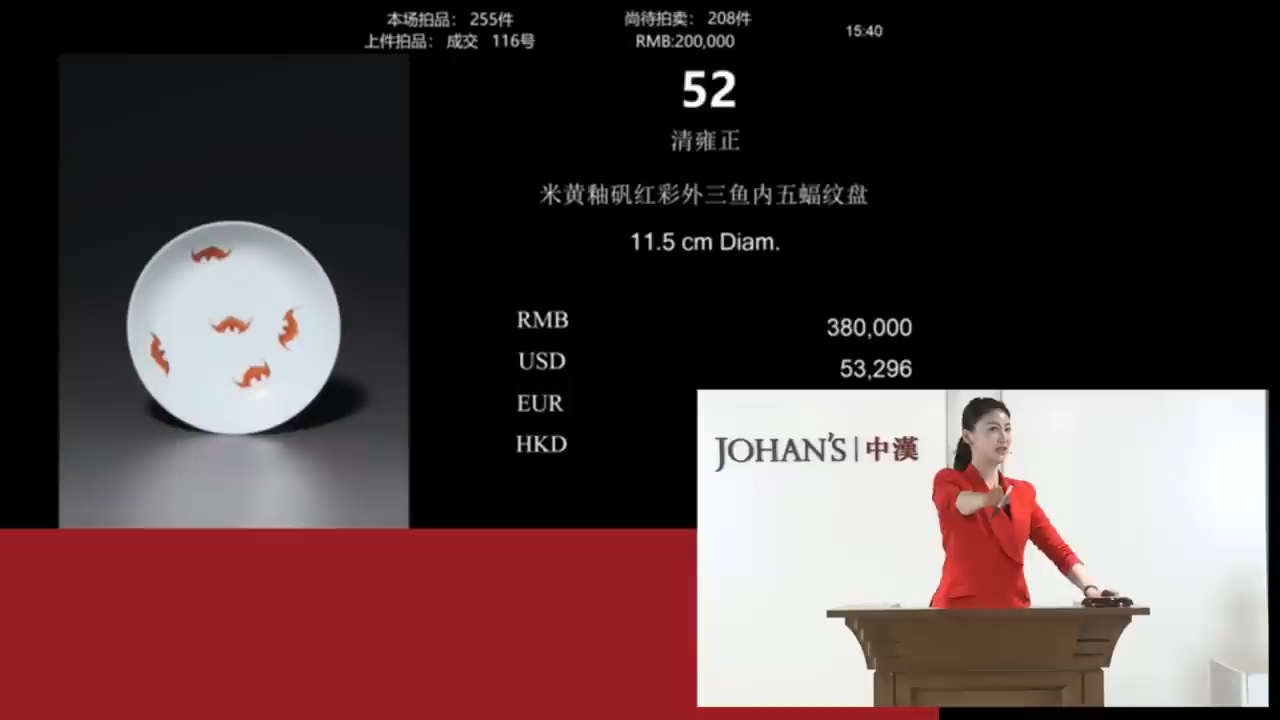 本场拍品： 255件
尚待拍卖： 208件
上件拍品： 成交 116号
RMB:200,000
15:40
52
清雍正
米黄釉矾红彩外三鱼内五蝠纹盘
11.5 cm Diam.
RMB 380,000
USD 53,296
EUR
HKD
JOHAN'S | 中漢